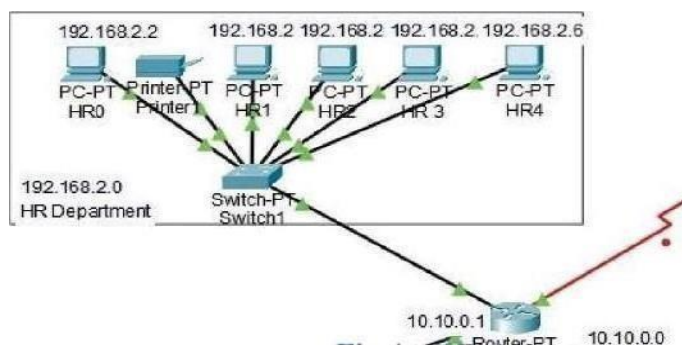 192.168.2.2 192.168.2 192.168.2 192.168.2. 192.168.2.6
PC-PT Printer-PT PC-PT PC-PT PC-PT PC-PT
HR0 Printer1 HR1 HR2 HR 3 HR4
192.168.2.0
HR Department
Switch-PT
Switch1
10.10.0.1 Router-PT 10.10.0.0